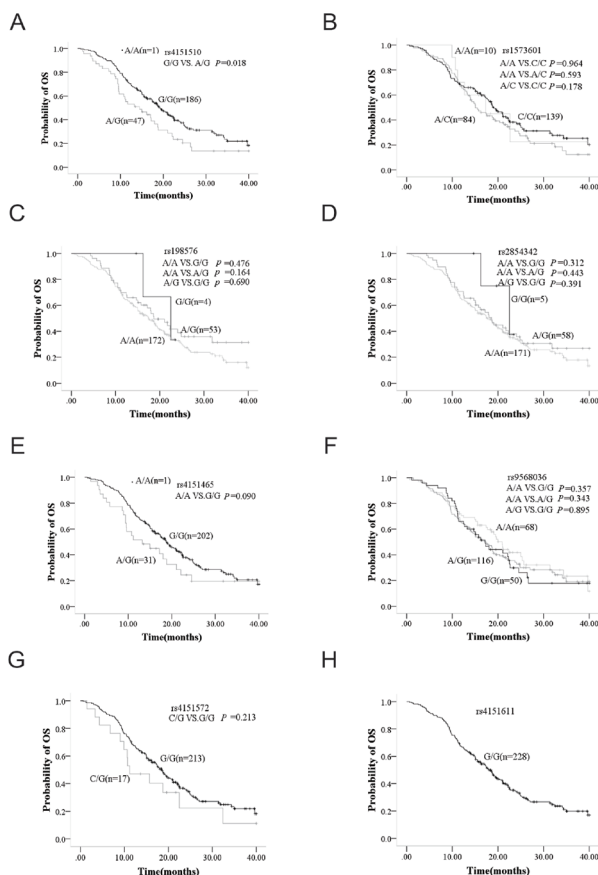 A
rs4151510
A/A(n=1)
G/G VS. A/G P=0.018
G/G(n=186)
A/G(n=47)
Probability of OS
1.0
0.8
0.6
0.4
0.2
0.0
.00 10.00 20.00 30.00 40.00
Time(months)
B
rs1573601
A/A(n=10)
A/A VS.C/C P=0.964
A/A VS.A/C P=0.593
A/C VS.C/C P=0.178
C/C(n=139)
A/C(n=84)
Probability of OS
1.0
0.8
0.6
0.4
0.2
0.0
.00 10.00 20.00 30.00 40.00
Time(months)
C
rs198576
A/A VS.G/G p=0.476
A/A VS.A/G p=0.164
A/G VS.G/G p=0.690
G/G(n=4)
A/G(n=53)
A/A(n=172)
Probability of OS
1.0
0.8
0.6
0.4
0.2
0.0
.00 10.00 20.00 30.00 40.00
Time(months)
D
rs2854342
A/A VS.G/G P=0.312
A/A VS.A/G P=0.443
A/G VS.G/G P=0.391
G/G(n=5)
A/G(n=58)
A/A(n=171)
Probability of OS
1.0
0.8
0.6
0.4
0.2
0.0
.00 10.00 20.00 30.00 40.00
Time(months)
E
A/A(n=1)
rs4151465
A/A VS.G/G P=0.090
G/G(n=202)
A/G(n=31)
Probability of OS
1.0
0.8
0.6
0.4
0.2
0.0
.00 10.00 20.00 30.00 40.00
Time(months)
F
rs9568036
A/A VS.G/G P=0.357
A/A VS.A/G P=0.343
A/G VS.G/G P=0.895
A/A(n=68)
A/G(n=116)
G/G(n=50)
Probability of OS
1.0
0.8
0.6
0.4
0.2
0.0
.00 10.00 20.00 30.00 40.00
Time(months)
G
rs4151572
C/G VS.G/G P=0.213
G/G(n=213)
C/G(n=17)
Probability of OS
1.0
0.8
0.6
0.4
0.2
0.0
.00 10.00 20.00 30.00 40.00
Time(months)
H
rs4151611
G/G(n=228)
Probability of OS
1.0
0.8
0.6
0.4
0.2
0.0
.00 10.00 20.00 30.00 40.00
Time(months)